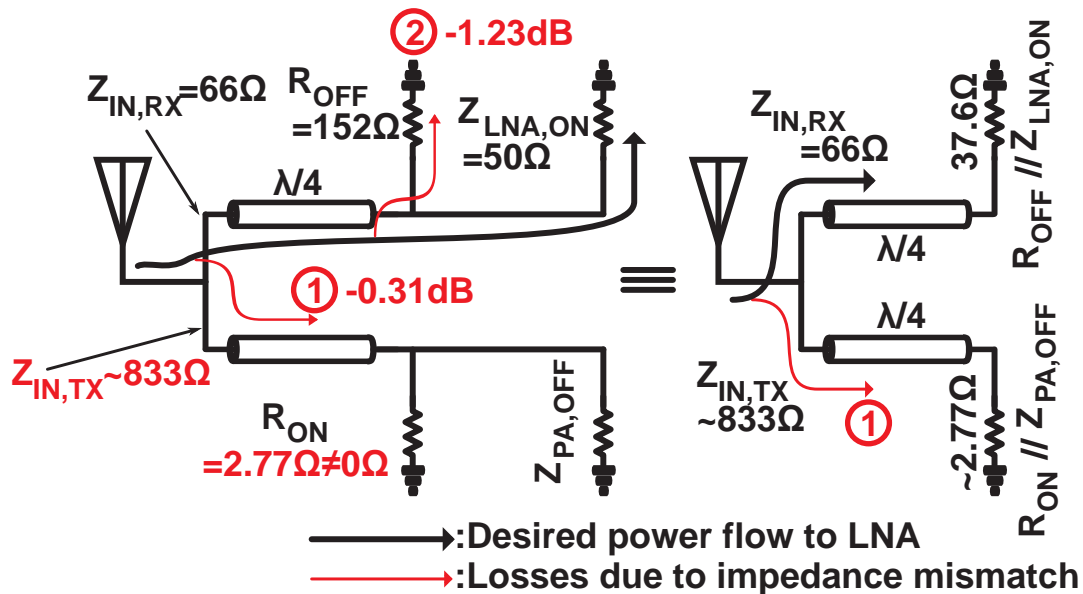 ② -1.23dB
Z_IN,RX=66Ω
R_OFF
=152Ω
Z_LNA,ON
=50Ω
λ/4
① -0.31dB
Z_IN,TX~833Ω
R_ON
=2.77Ω≠0Ω
Z_PA,OFF
Z_IN,RX
=66Ω
37.6Ω
R_OFF // Z_LNA,ON
λ/4
λ/4
Z_IN,TX
~833Ω
①
~2.77Ω
R_ON // Z_PA,OFF
:Desired power flow to LNA
:Losses due to impedance mismatch